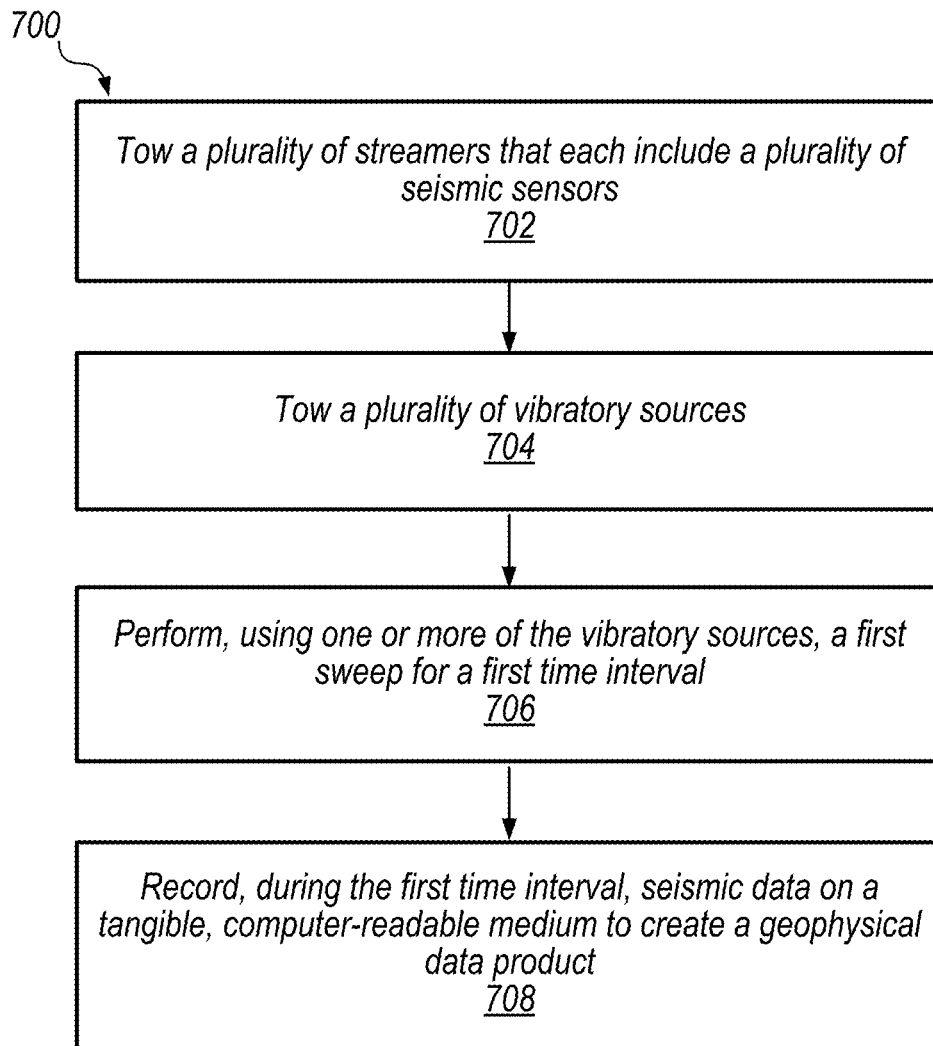 700
Tow a plurality of streamers that each include a plurality of
seismic sensors
702
Tow a plurality of vibratory sources
704
Perform, using one or more of the vibratory sources, a first
sweep for a first time interval
706
Record, during the first time interval, seismic data on a
tangible, computer-readable medium to create a geophysical
data product
708